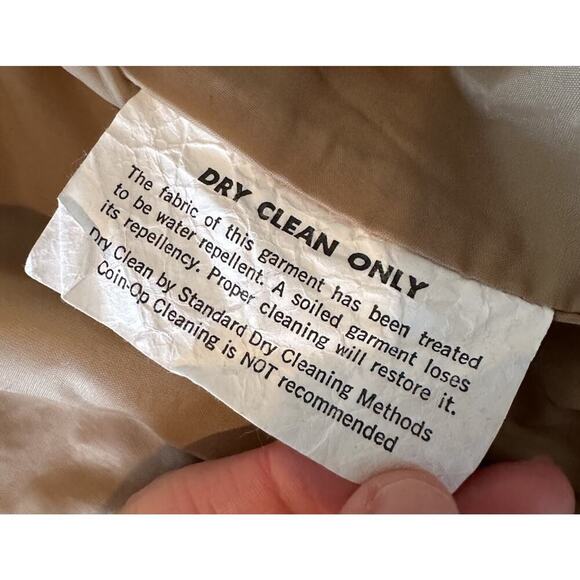 DRY CLEAN ONLY
The fabric of this garment has been treated
to be water repellent. A soiled garment loses
its repellency. Proper cleaning will restore it.
Dry Clean by Standard Dry Cleaning Methods
Coin-Op Cleaning is NOT recommended